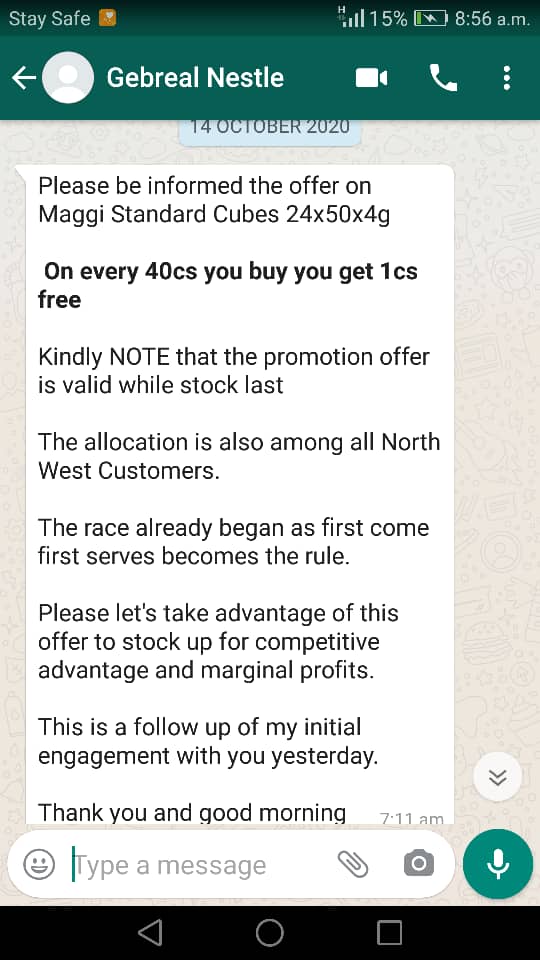 Stay Safe
H
15%
8:56 a.m.
Gebreal Nestle
14 OCTOBER 2020
Please be informed the offer on
Maggi Standard Cubes 24x50x4g
On every 40cs you buy you get 1cs
free
Kindly NOTE that the promotion offer
is valid while stock last
The allocation is also among all North
West Customers.
The race already began as first come
first serves becomes the rule.
Please let's take advantage of this
offer to stock up for competitive
advantage and marginal profits.
This is a follow up of my initial
engagement with you yesterday.
Thank you and good morning
7:11 am
Type a message